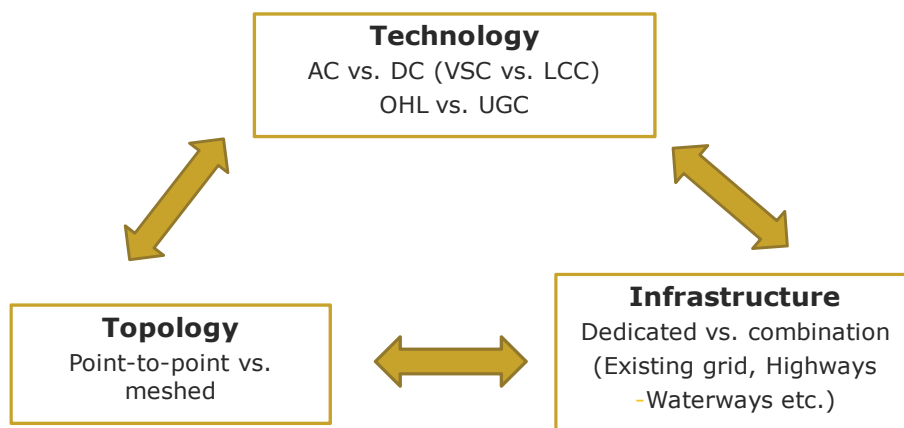 Technology
AC vs. DC (VSC vs. LCC)
OHL vs. UGC
Topology
Point-to-point vs.
meshed
Infrastructure
Dedicated vs. combination
(Existing grid, Highways
-Waterways etc.)